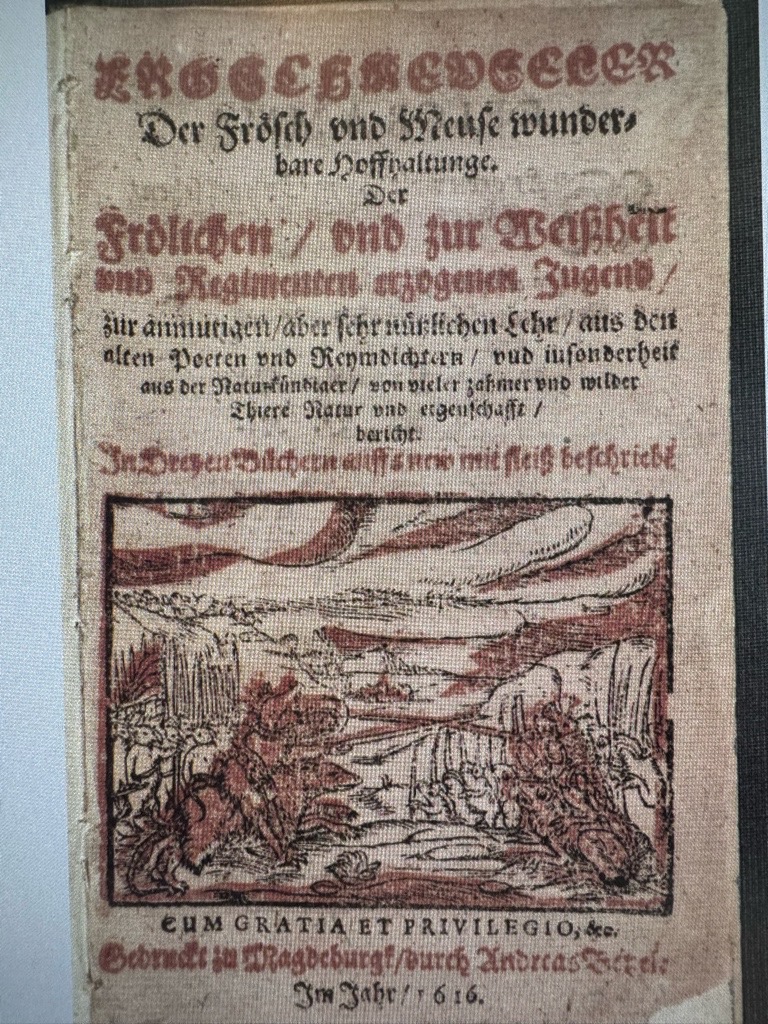 FROSCHMEUSELER
Der Frösch vnd Meuse wunder⸗
bare Hoffhaltunge.
Der
Frölichen / vnd zur Weißheit
vnd Regimenten erzogenen Jugend /
zur anmutigen / aber sehr nützlichen Lehr / aus den
alten Poeten vnd Reymdichtern / vnd insonderheit
aus der Naturkündiger / von vieler zahmer vnd wilder
Thiere Natur vnd eigenschafft /
bericht.
In Dreyen Büchern auffs new mit fleiß beschriebē
CUM GRATIA ET PRIVILEGIO, &c.
Gedruckt zu Magdeburgk / durch Andreas
Im Jahr / 1616.